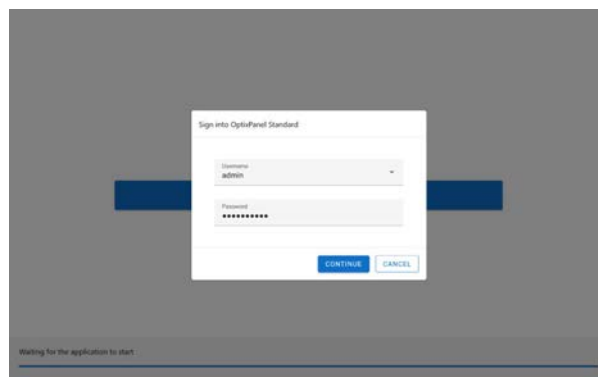 Sign into OptixPanel Standard
Username
admin
Password
••••••••••
CONTINUE CANCEL
Waiting for the application to start